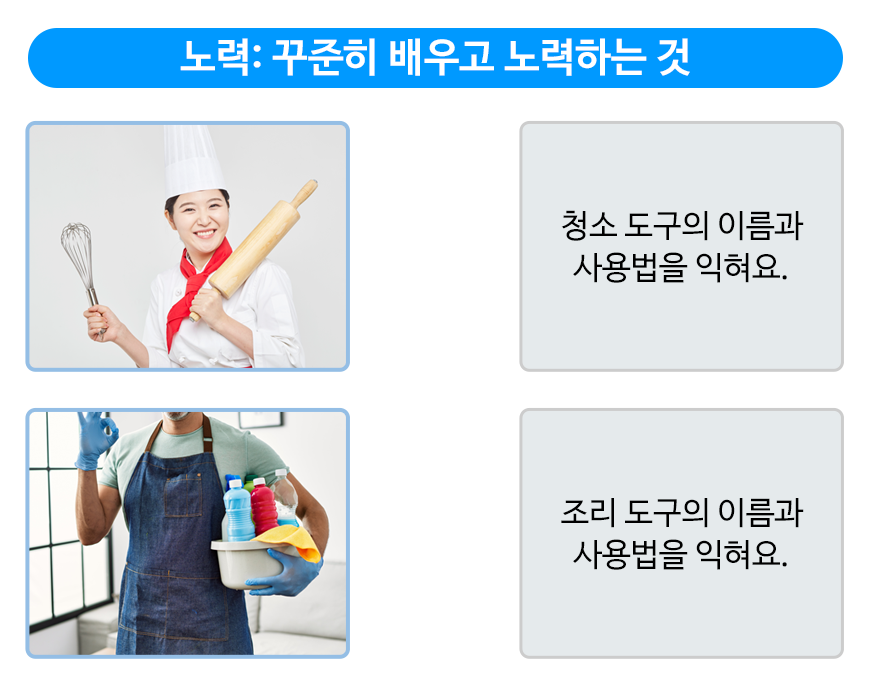 노력: 꾸준히 배우고 노력하는 것
청소 도구의 이름과
사용법을 익혀요.
조리 도구의 이름과
사용법을 익혀요.